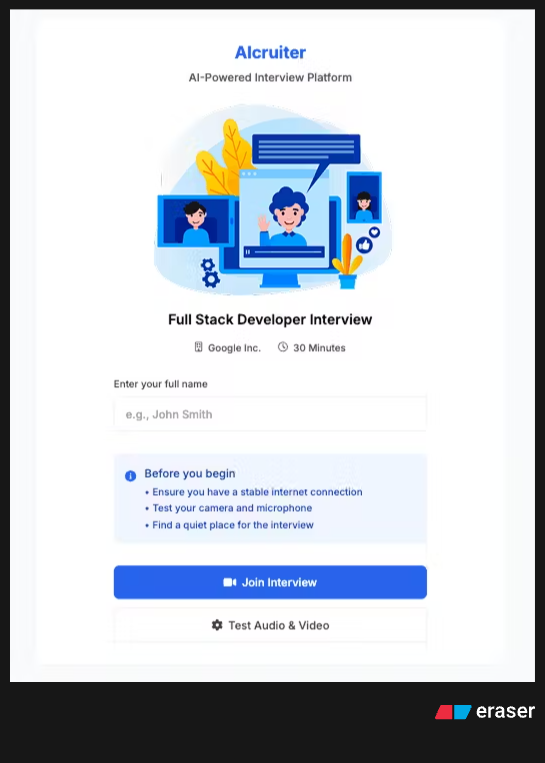 AIcruiter
AI-Powered Interview Platform
Full Stack Developer Interview
Google Inc. 30 Minutes
Enter your full name
e.g., John Smith
Before you begin
• Ensure you have a stable internet connection
• Test your camera and microphone
• Find a quiet place for the interview
Join Interview
Test Audio & Video
eraser